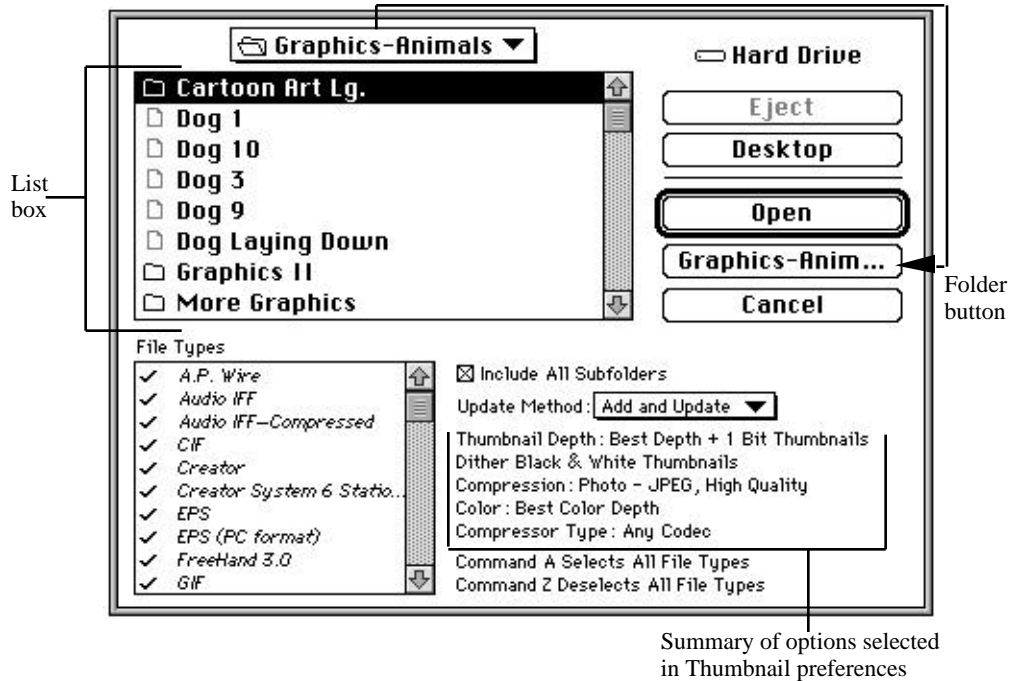 Graphics-Animals
Hard Drive
Cartoon Art Lg.
Dog 1
Dog 10
Dog 3
Dog 9
Dog Laying Down
Graphics II
More Graphics
Eject
Desktop
Open
Graphics-Anim...
Cancel
List
box
Folder
button
File Types
A.P. Wire
Audio IFF
Audio IFF-Compressed
CIF
Creator
Creator System 6 Statio...
EPS
EPS (PC format)
FreeHand 3.0
GIF
Include All Subfolders
Update Method: Add and Update
Thumbnail Depth: Best Depth + 1 Bit Thumbnails
Dither Black & White Thumbnails
Compression: Photo - JPEG, High Quality
Color: Best Color Depth
Compressor Type: Any Codec
Command A Selects All File Types
Command Z Deselects All File Types
Summary of options selected
in Thumbnail preferences